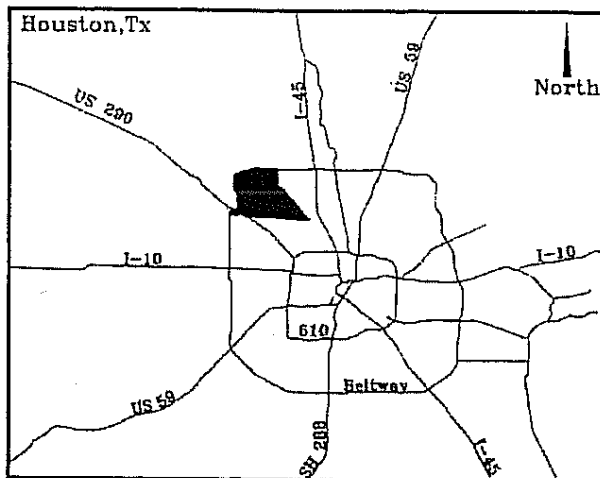 Houston,Tx
North
US 290
I-45
US 59
I-10
I-10
610
Beltway
US 59
SH 288
I-45